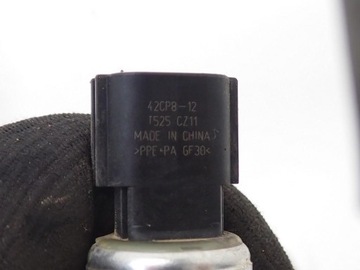 42CP8-12
T525 CZ11
MADE IN CHINA
>PPE+PA GF30<